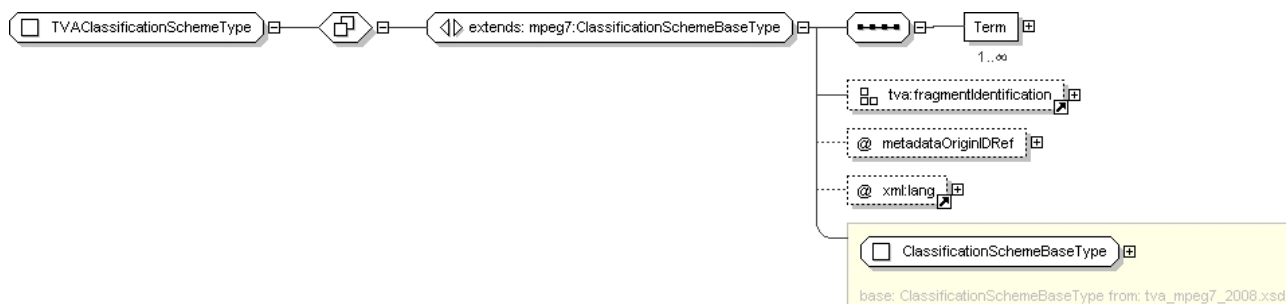 TVAClassificationSchemeType
extends: mpeg7:ClassificationSchemeBaseType
Term
1..∞
tva:fragmentIdentification
@ metadataOriginIDRef
@ xml:lang
ClassificationSchemeBaseType
base: ClassificationSchemeBaseType from: tva_mpeg7_2008.xsd